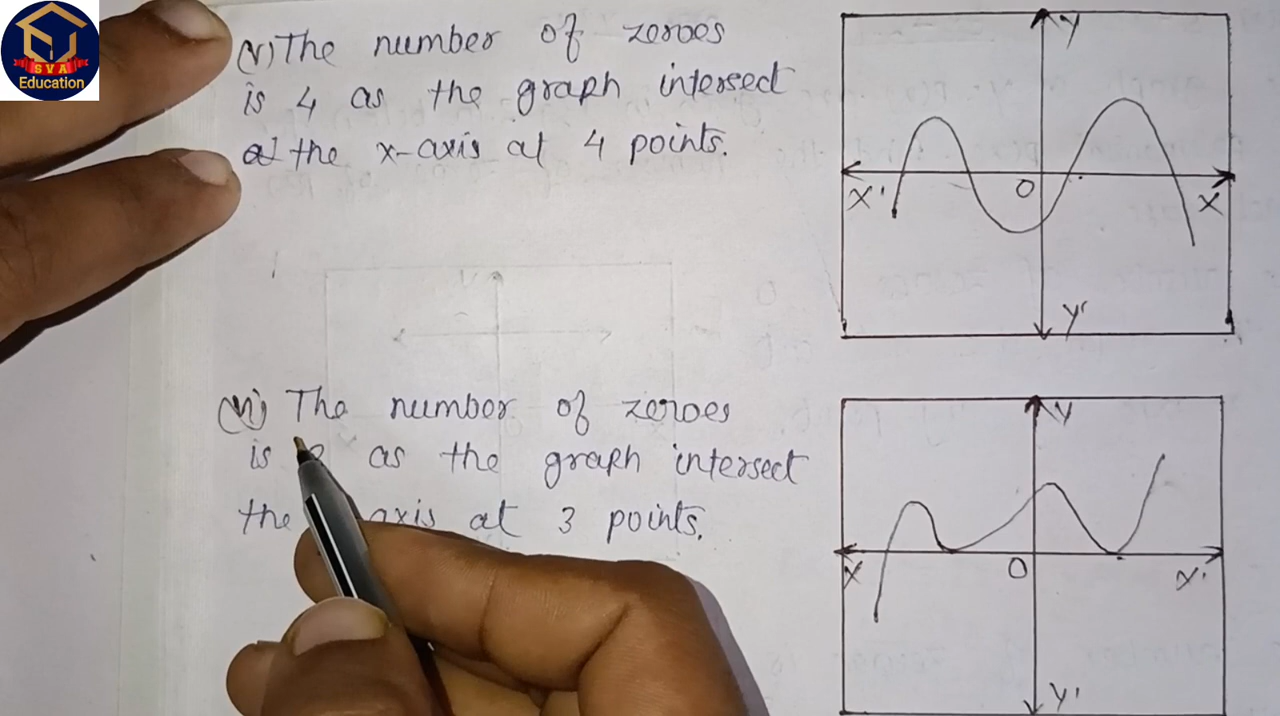 SVA
Education
(V) The number of zeroes
is 4 as the graph intersect
at the x-axis at 4 points.
Y
X'
O
X
Y'
(vi) The number of zeroes
is as the graph intersect
the axis at 3 points.
Y
X
O
X'
Y'